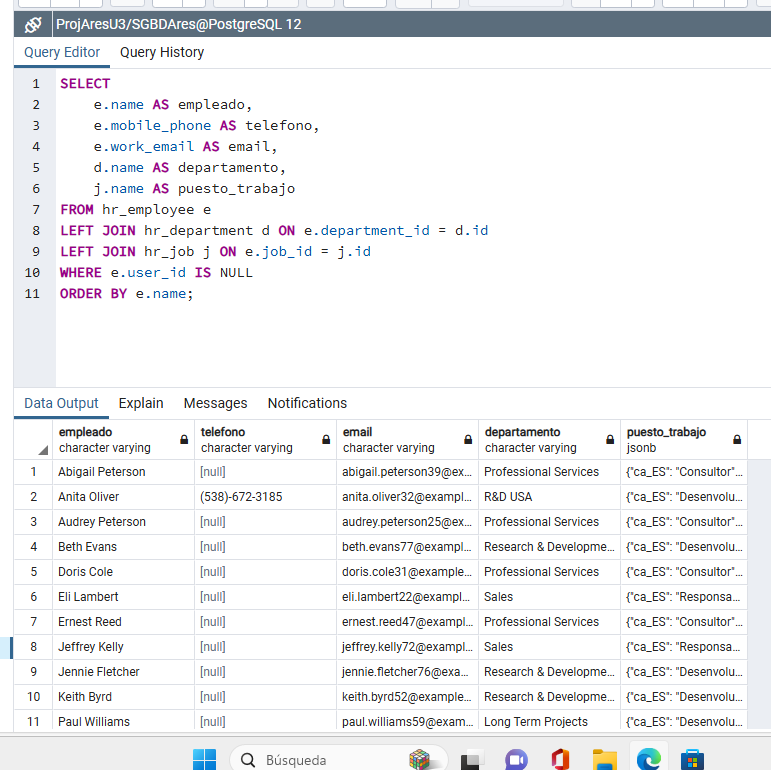 ProjAresU3/SGBDAres@PostgreSQL 12
Query Editor Query History
1 SELECT
2 e.name AS empleado,
3 e.mobile_phone AS telefono,
4 e.work_email AS email,
5 d.name AS departamento,
6 j.name AS puesto_trabajo
7 FROM hr_employee e
8 LEFT JOIN hr_department d ON e.department_id = d.id
9 LEFT JOIN hr_job j ON e.job_id = j.id
10 WHERE e.user_id IS NULL
11 ORDER BY e.name;
Data Output Explain Messages Notifications
empleado telefono email departamento puesto_trabajo
character varying character varying character varying character varying jsonb
1 Abigail Peterson [null] abigail.peterson39@ex... Professional Services {"ca_ES": "Consultor"...
2 Anita Oliver (538)-672-3185 anita.oliver32@exampl... R&D USA {"ca_ES": "Desenvolu...
3 Audrey Peterson [null] audrey.peterson25@ex... Professional Services {"ca_ES": "Consultor"...
4 Beth Evans [null] beth.evans77@exampl... Research & Developme... {"ca_ES": "Desenvolu...
5 Doris Cole [null] doris.cole31@example... Professional Services {"ca_ES": "Consultor"...
6 Eli Lambert [null] eli.lambert22@exampl... Sales {"ca_ES": "Responsa...
7 Ernest Reed [null] ernest.reed47@exampl... Professional Services {"ca_ES": "Consultor"...
8 Jeffrey Kelly [null] jeffrey.kelly72@exampl... Sales {"ca_ES": "Responsa...
9 Jennie Fletcher [null] jennie.fletcher76@exa... Research & Developme... {"ca_ES": "Desenvolu...
10 Keith Byrd [null] keith.byrd52@example... Research & Developme... {"ca_ES": "Desenvolu...
11 Paul Williams [null] paul.williams59@exam... Long Term Projects {"ca_ES": "Desenvolu...
Búsqueda